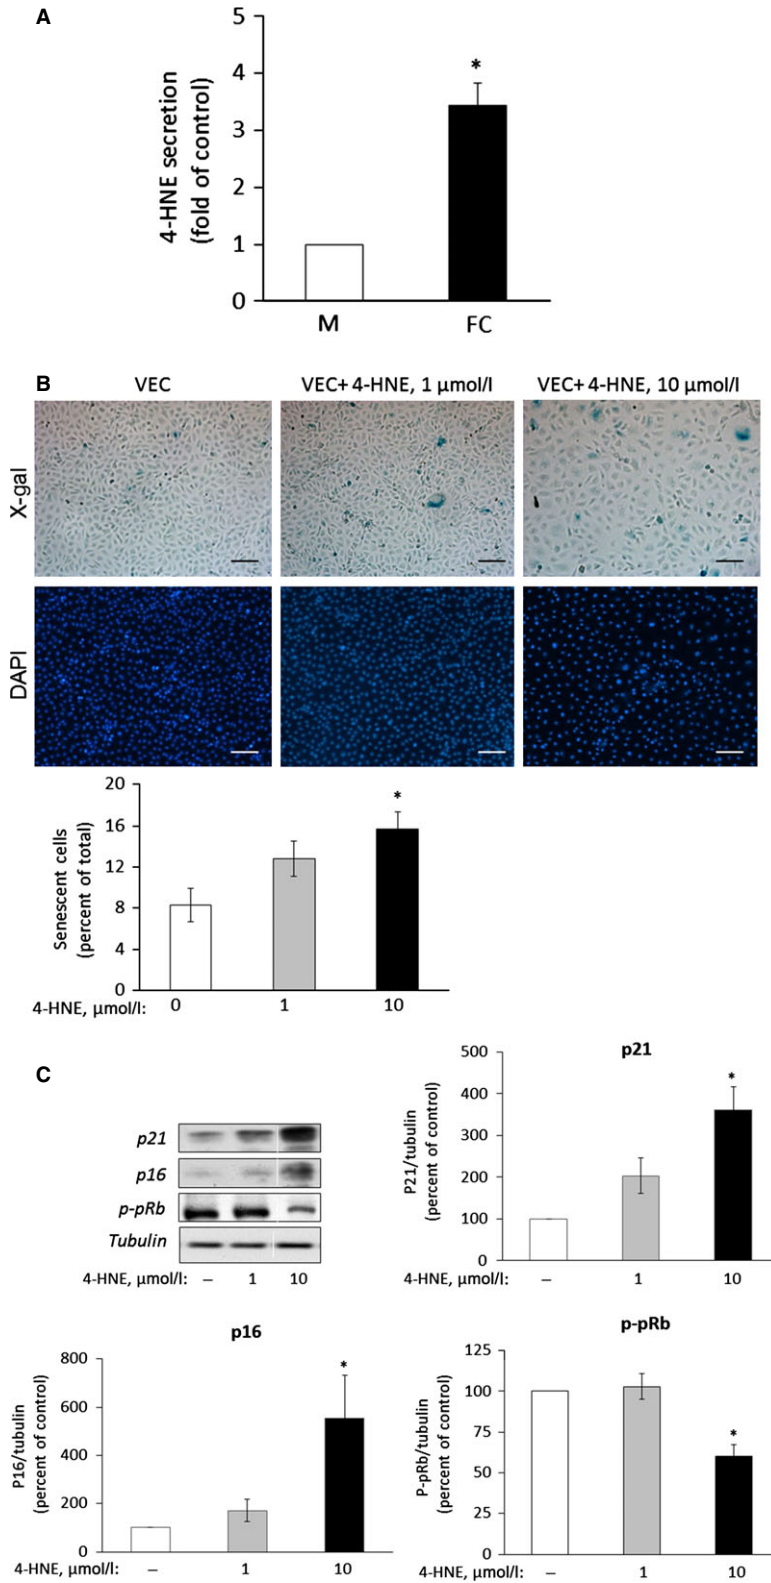 A
4-HNE secretion
(fold of control)
5
4
3
2
1
0
*
M FC
B
VEC VEC+ 4-HNE, 1 µmol/l VEC+ 4-HNE, 10 µmol/l
X-gal
DAPI
Senescent cells
(percent of total)
20
16
12
8
4
0
*
4-HNE, µmol/l: 0 1 10
C
p21
p16
p-pRb
Tubulin
4-HNE, µmol/l: – 1 10
p21
P21/tubulin
(percent of control)
500
400
300
200
100
0
*
4-HNE, µmol/l: – 1 10
p16
P16/tubulin
(percent of control)
800
600
400
200
0
*
4-HNE, µmol/l: – 1 10
p-pRb
P-pRb/tubulin
(percent of control)
125
100
75
50
25
0
*
4-HNE, µmol/l: – 1 10